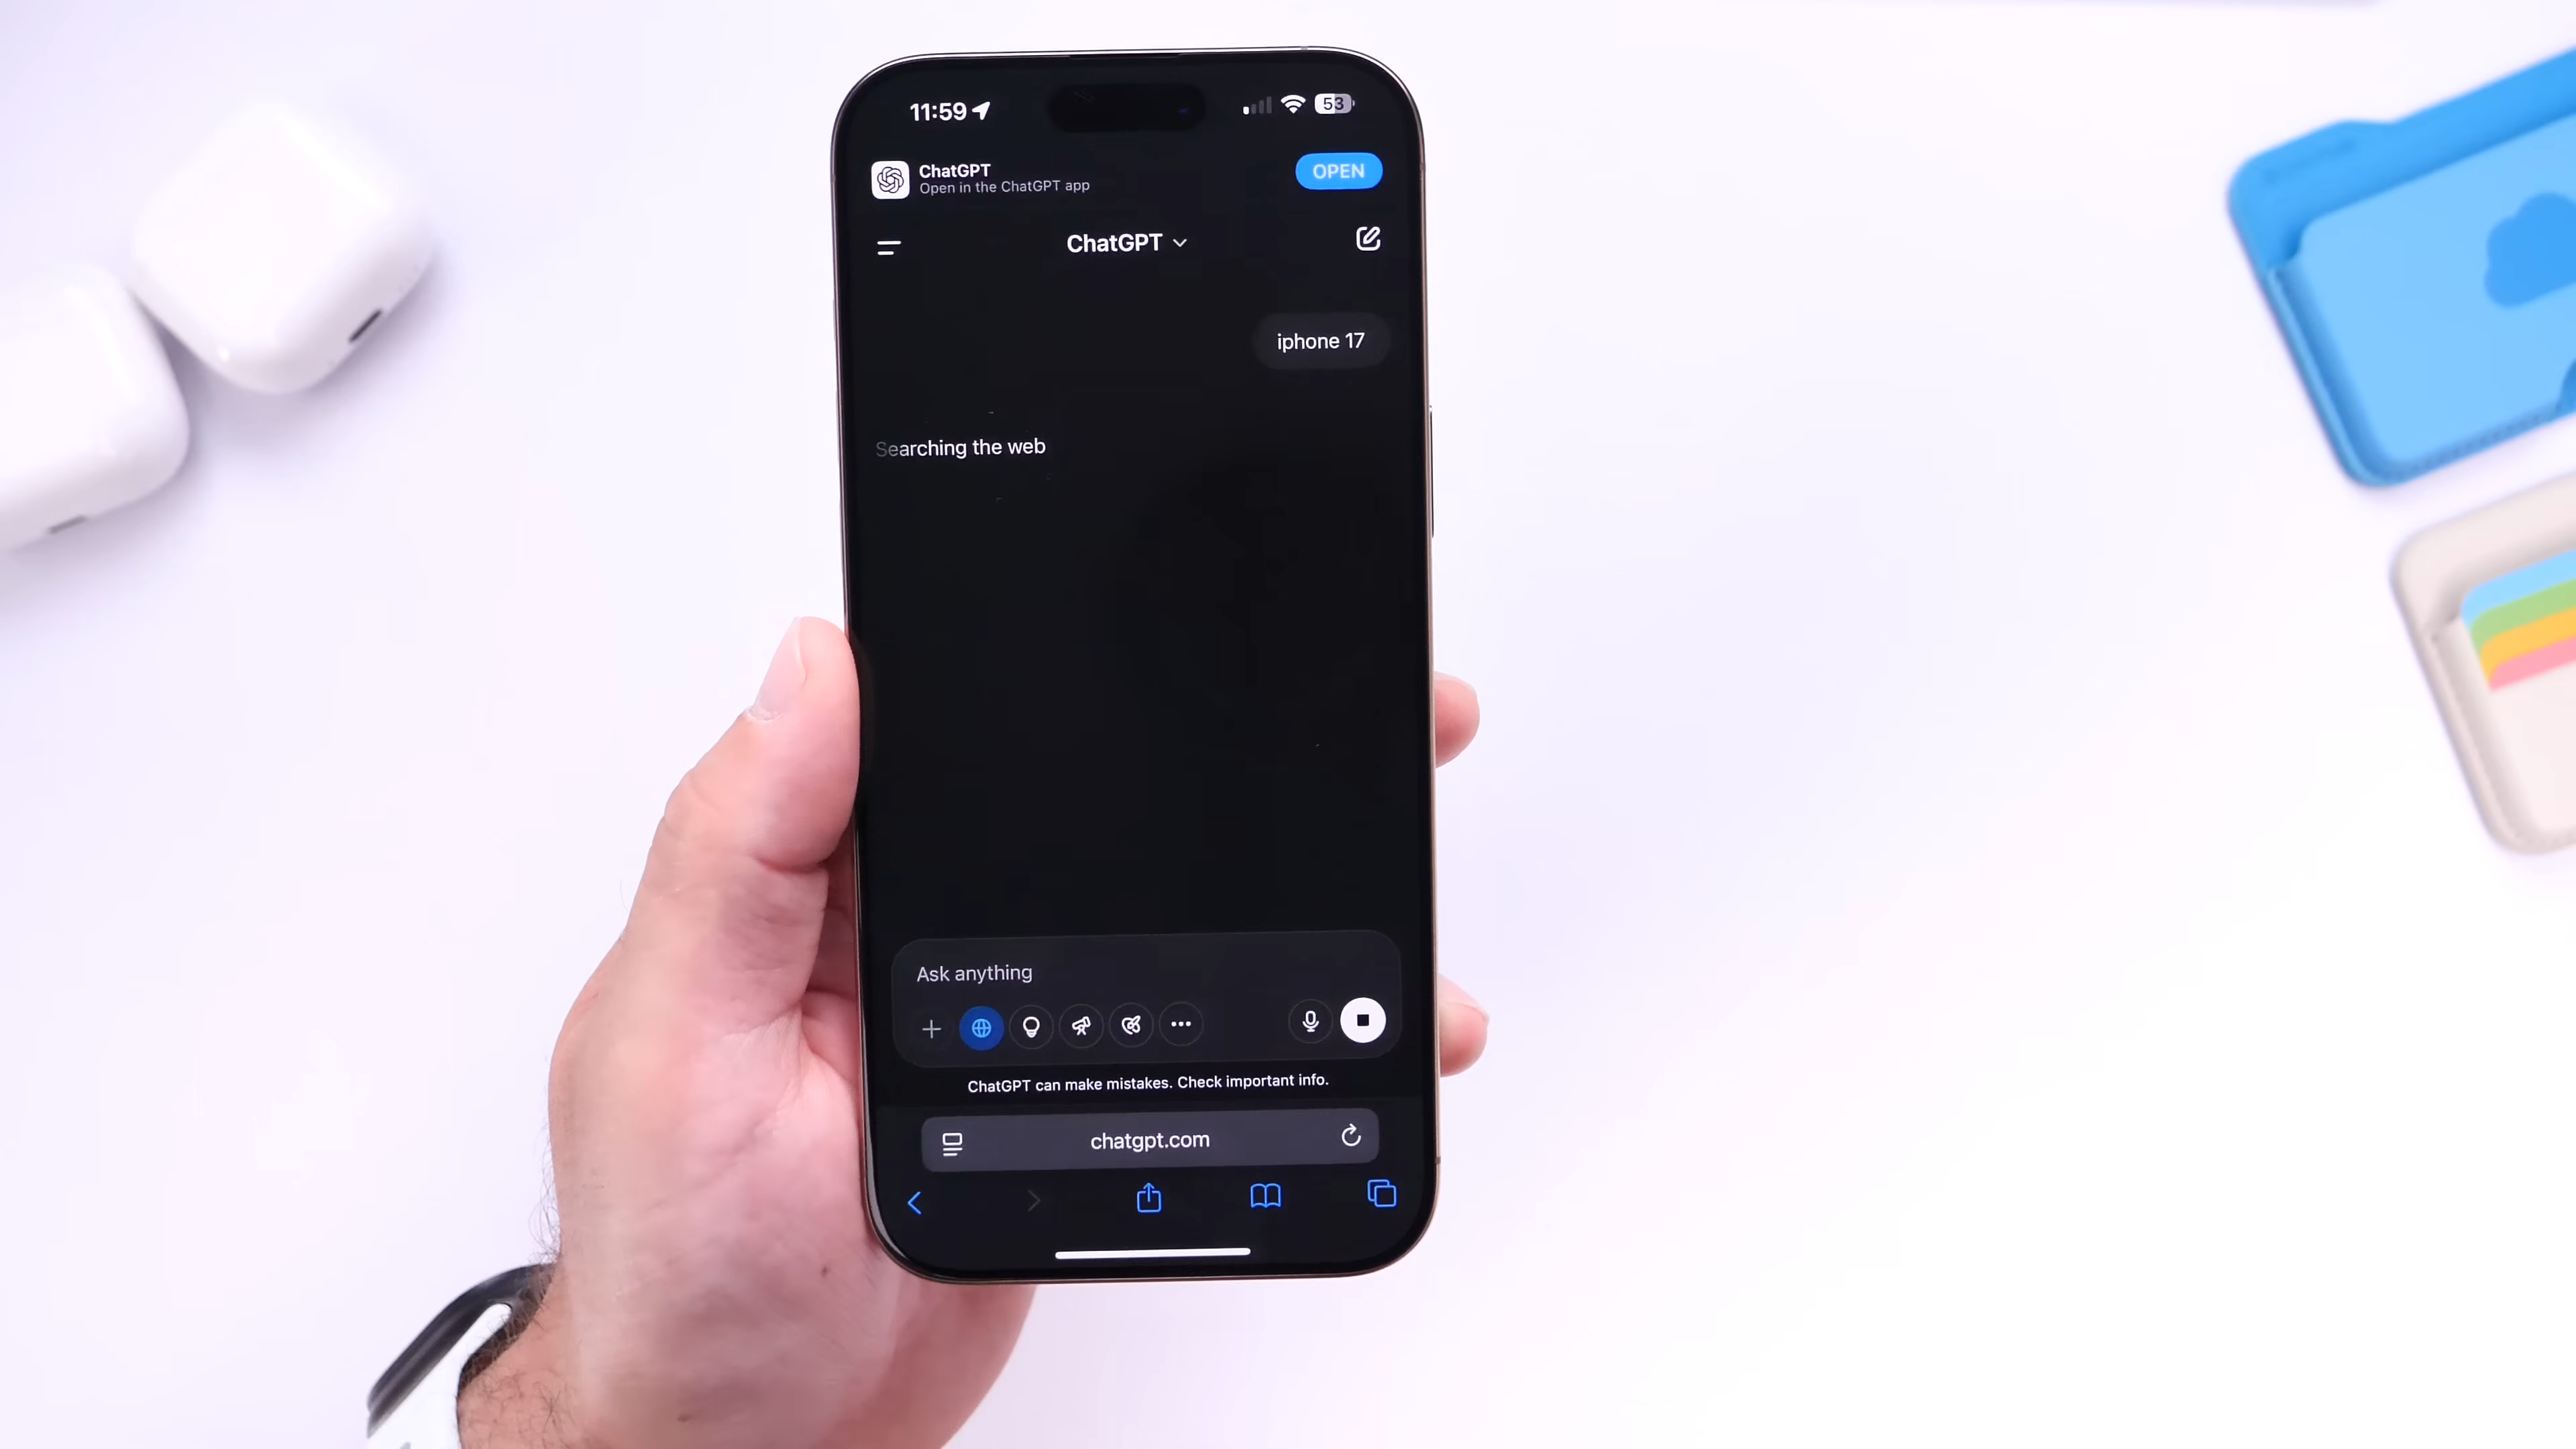 11:59
53
ChatGPT
Open in the ChatGPT app
OPEN
ChatGPT
iphone 17
Searching the web
Ask anything
ChatGPT can make mistakes. Check important info.
chatgpt.com